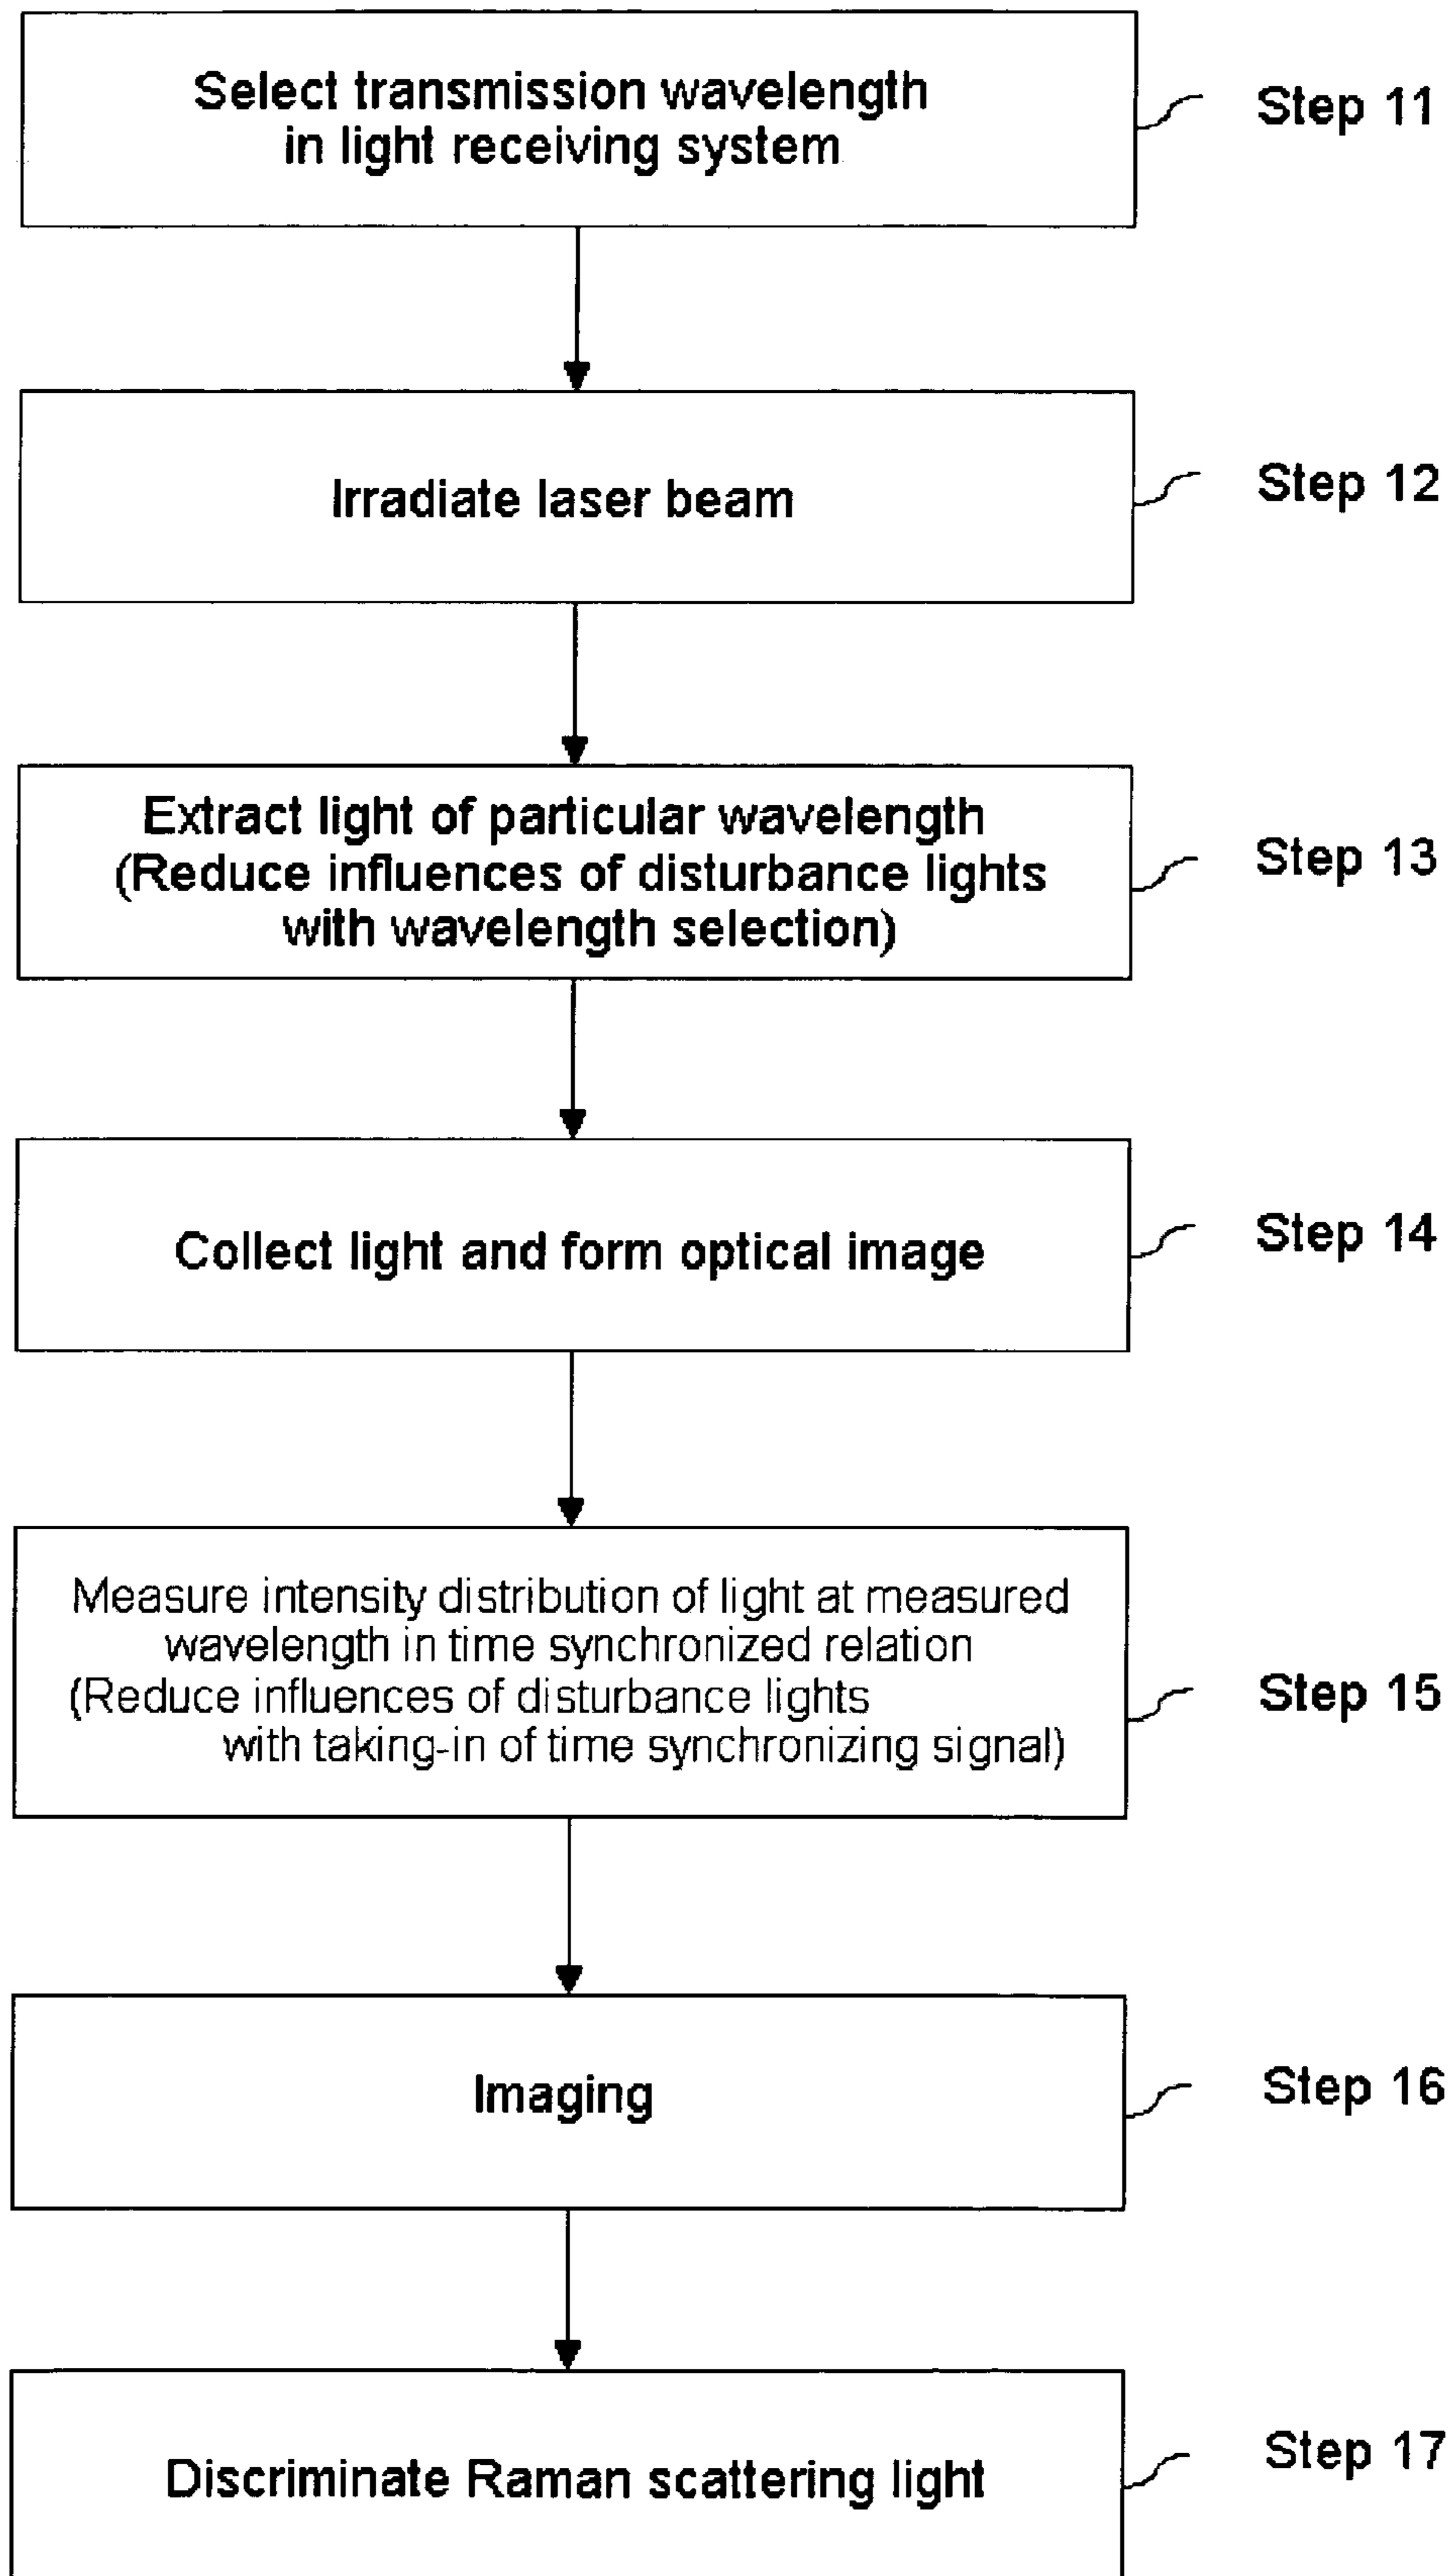 Select transmission wavelength
in light receiving system
Step 11
Irradiate laser beam
Step 12
Extract light of particular wavelength
(Reduce influences of disturbance lights
with wavelength selection)
Step 13
Collect light and form optical image
Step 14
Measure intensity distribution of light at measured
wavelength in time synchronized relation
(Reduce influences of disturbance lights
with taking-in of time synchronizing signal)
Step 15
Imaging
Step 16
Discriminate Raman scattering light
Step 17